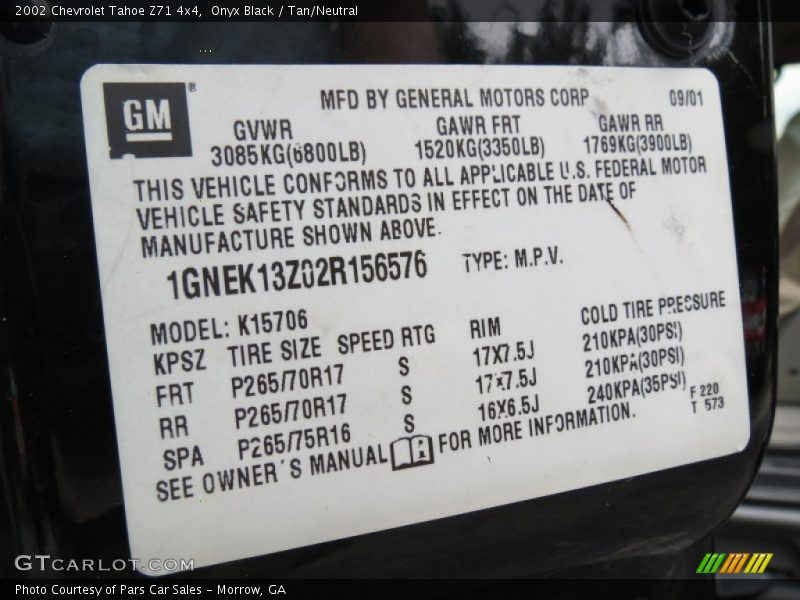 2002 Chevrolet Tahoe Z71 4x4, Onyx Black / Tan/Neutral
GM ®
MFD BY GENERAL MOTORS CORP 09/01
GVWR GAWR FRT GAWR RR
3085KG(6800LB) 1520KG(3350LB) 1769KG(3900LB)
THIS VEHICLE CONFORMS TO ALL APPLICABLE U.S. FEDERAL MOTOR
VEHICLE SAFETY STANDARDS IN EFFECT ON THE DATE OF
MANUFACTURE SHOWN ABOVE.
1GNEK13Z02R156576 TYPE: M.P.V.
MODEL: K15706
KPSZ TIRE SIZE SPEED RTG RIM COLD TIRE PRESSURE
FRT P265/70R17 S 17X7.5J 210KPA(30PSI)
RR P265/70R17 S 17X7.5J 210KPA(30PSI)
SPA P265/75R16 S 16X6.5J 240KPA(35PSI)
SEE OWNER'S MANUAL FOR MORE INFORMATION.
F 220
T 573
GTCARLOT.COM
Photo Courtesy of Pars Car Sales - Morrow, GA